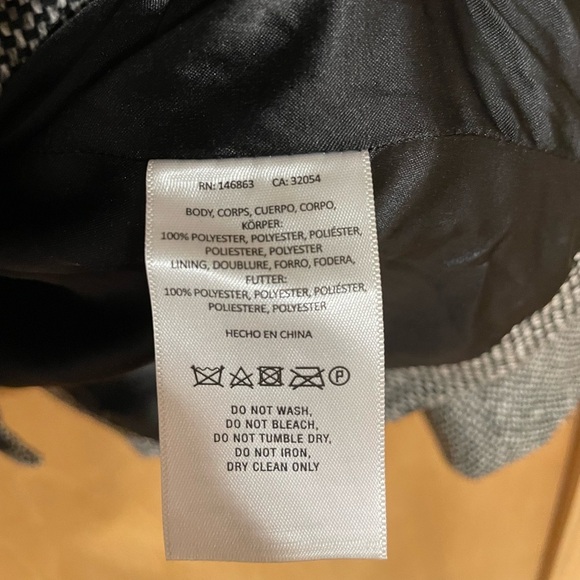 RN: 146863 CA: 32054
BODY, CORPS, CUERPO, CORPO,
KÖRPER:
100% POLYESTER, POLYESTER, POLIÉSTER,
POLIESTERE, POLYESTER
LINING, DOUBLURE, FORRO, FODERA,
FUTTER:
100% POLYESTER, POLYESTER, POLIÉSTER,
POLIESTERE, POLYESTER
HECHO EN CHINA
P
DO NOT WASH,
DO NOT BLEACH,
DO NOT TUMBLE DRY.
DO NOT IRON,
DRY CLEAN ONLY